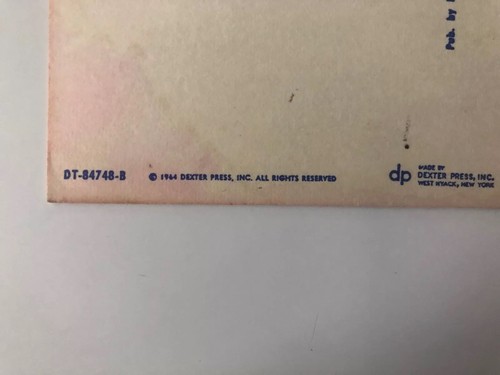 Pub. by
DT-84748-B
© 1964 DEXTER PRESS, INC. ALL RIGHTS RESERVED
dp
MADE BY
DEXTER PRESS, INC.
WEST NYACK, NEW YORK